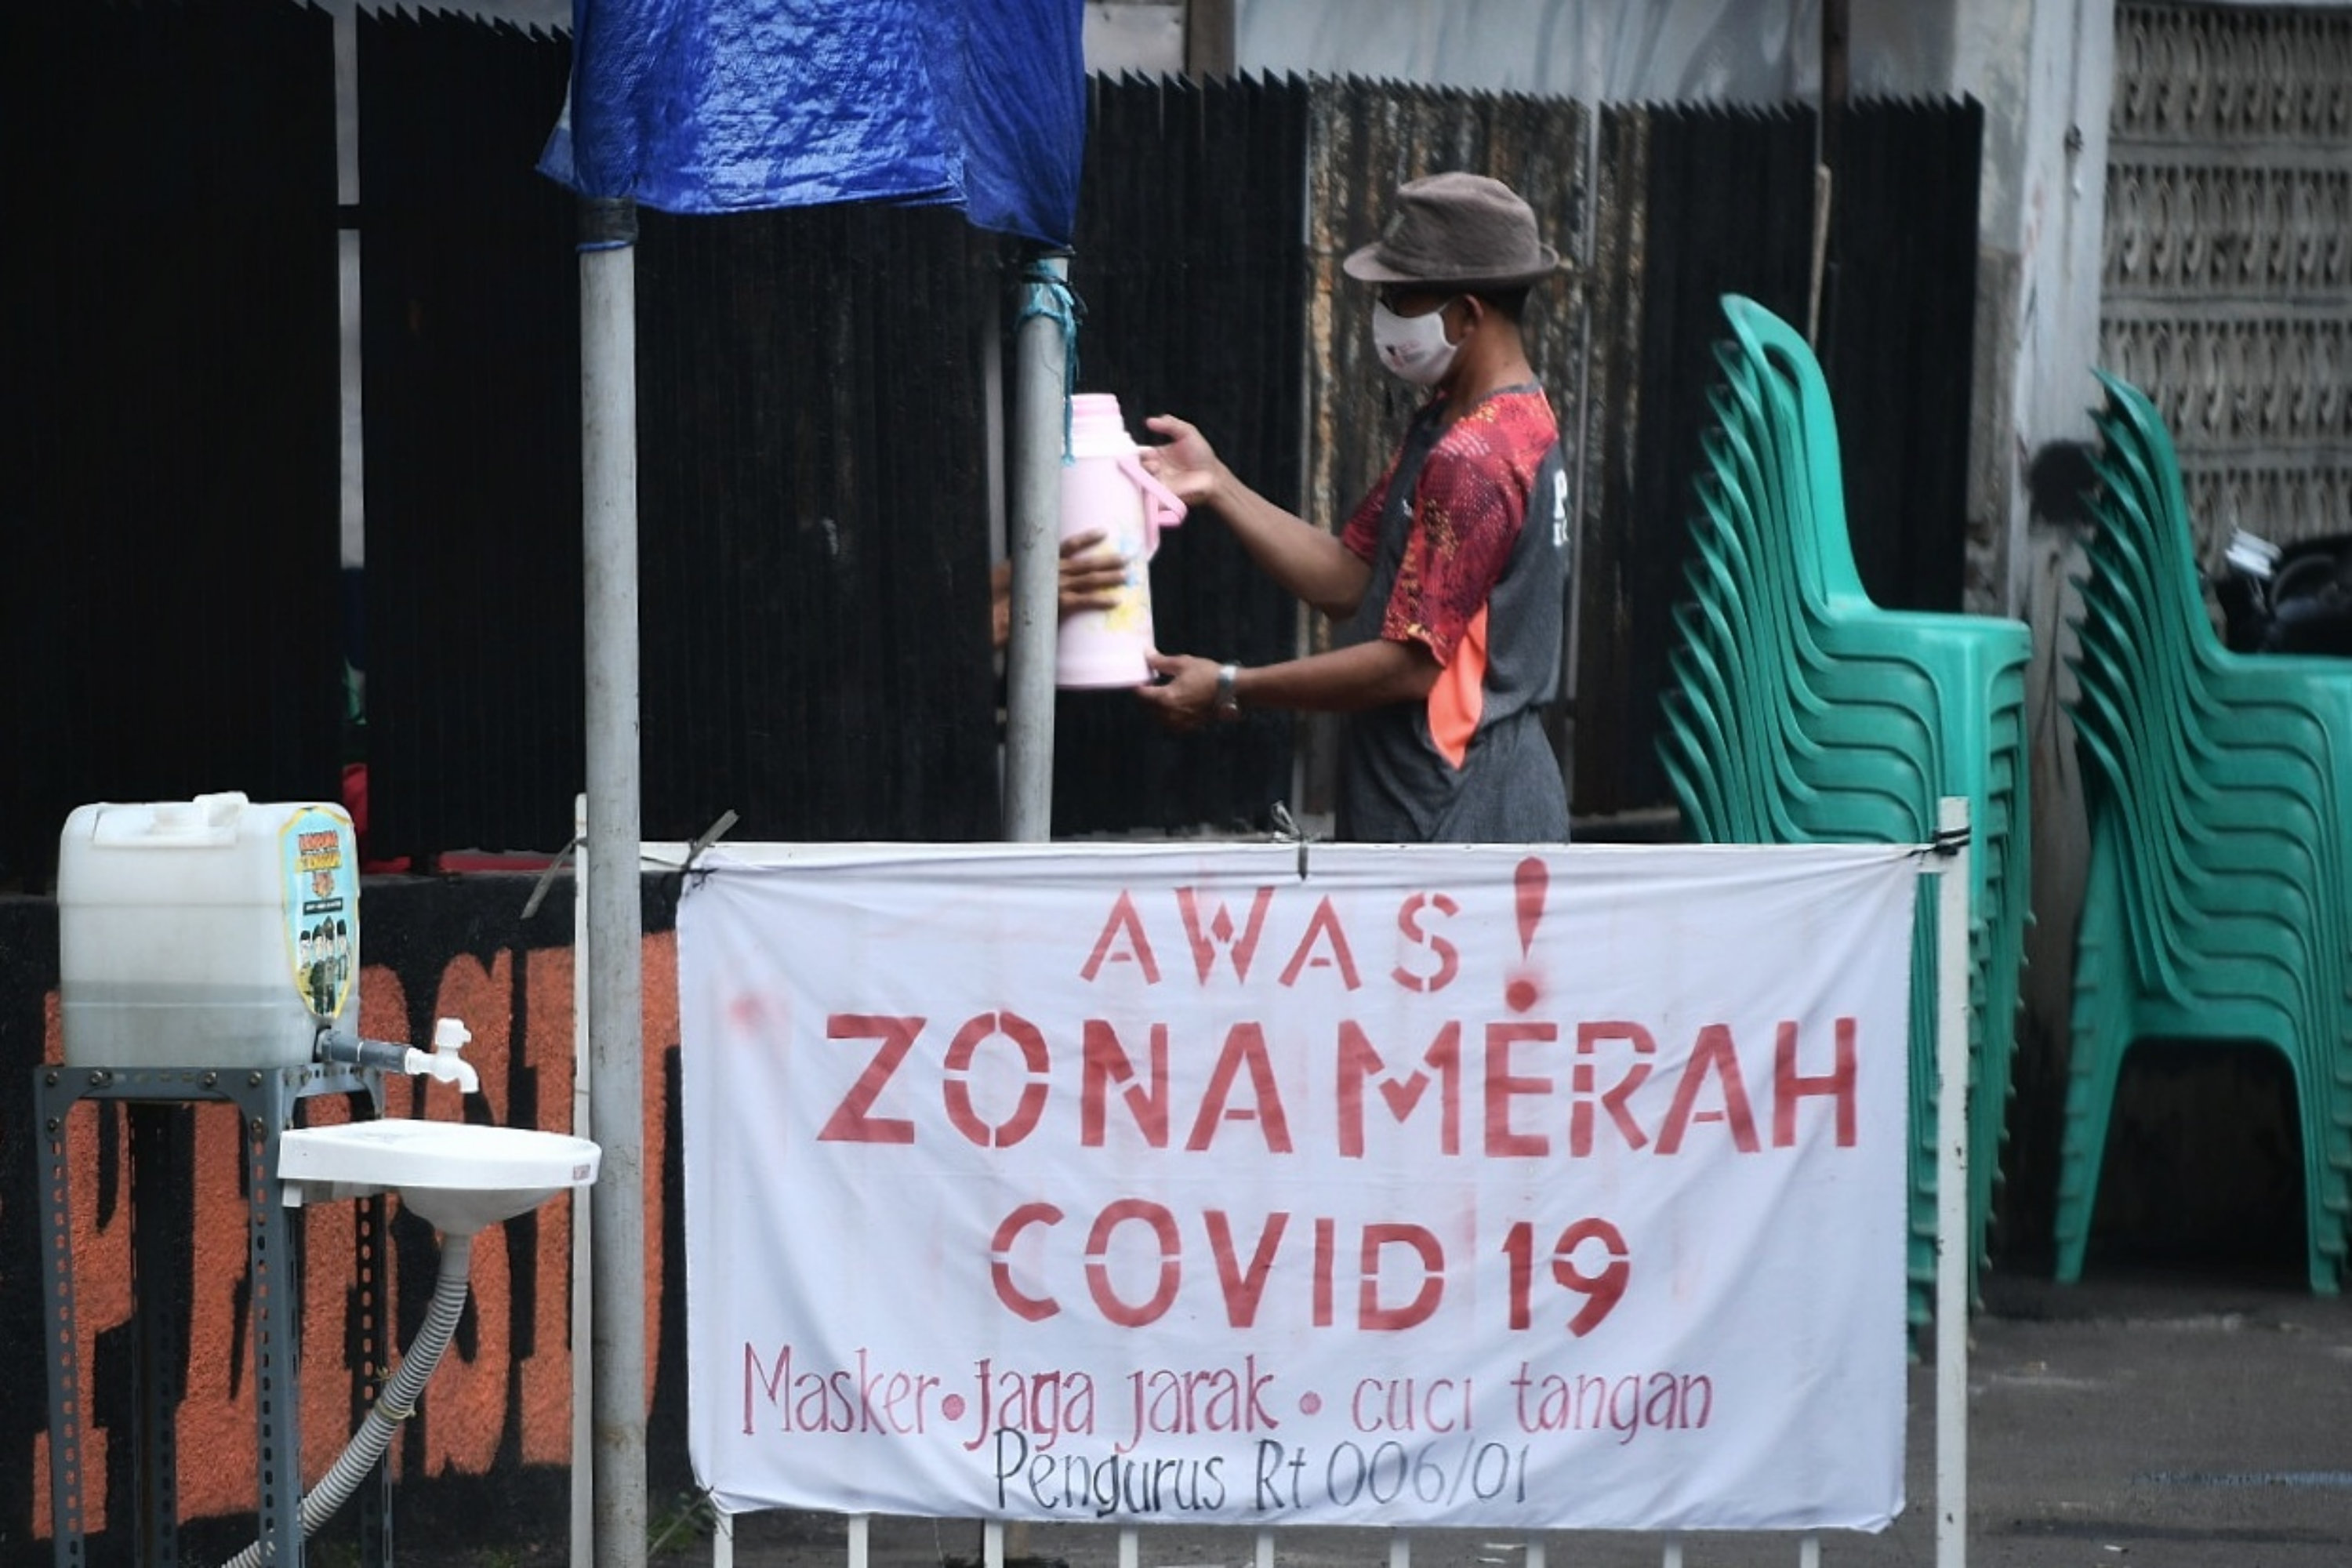 AWAS!
ZONA MERAH
COVID 19
Masker • Jaga jarak • cuci tangan
Pengurus Rt 006/01